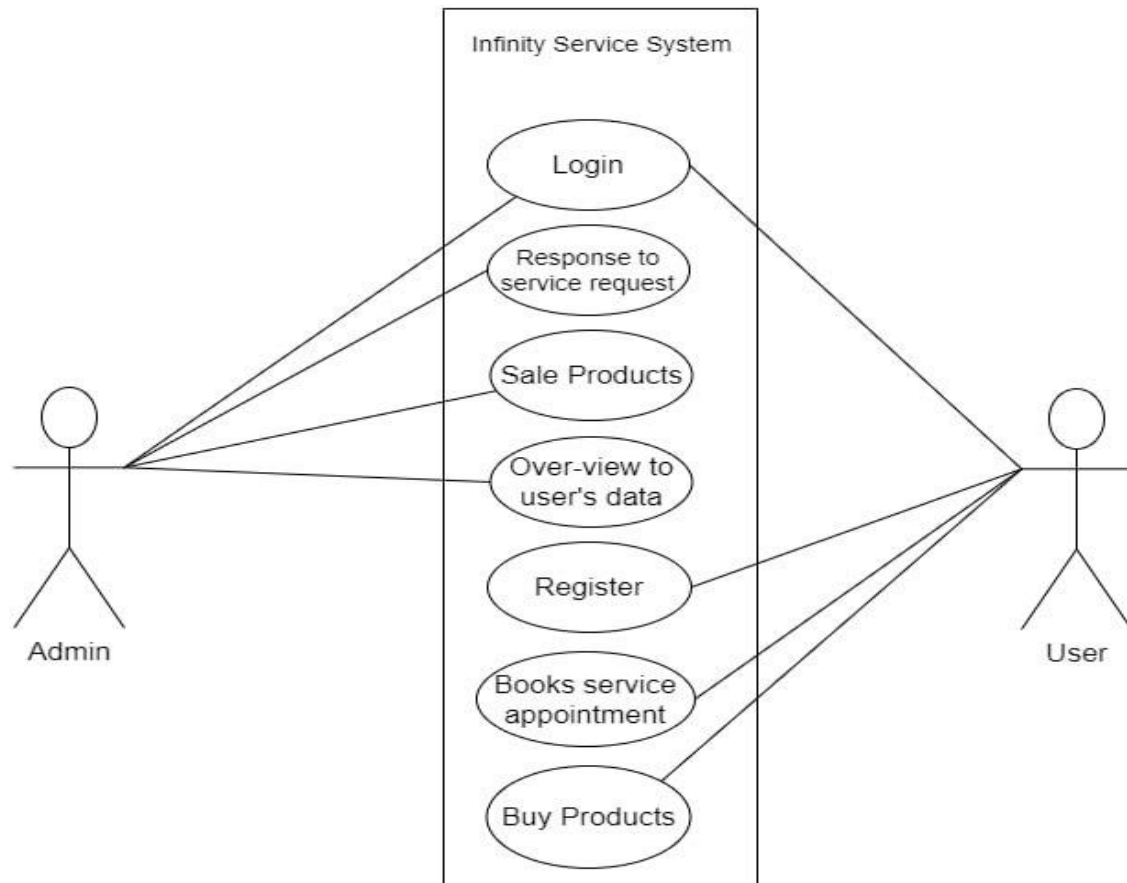 Infinity Service System
Login
Response to
service request
Sale Products
Over-view to
user's data
Register
Books service
appointment
Buy Products
Admin
User